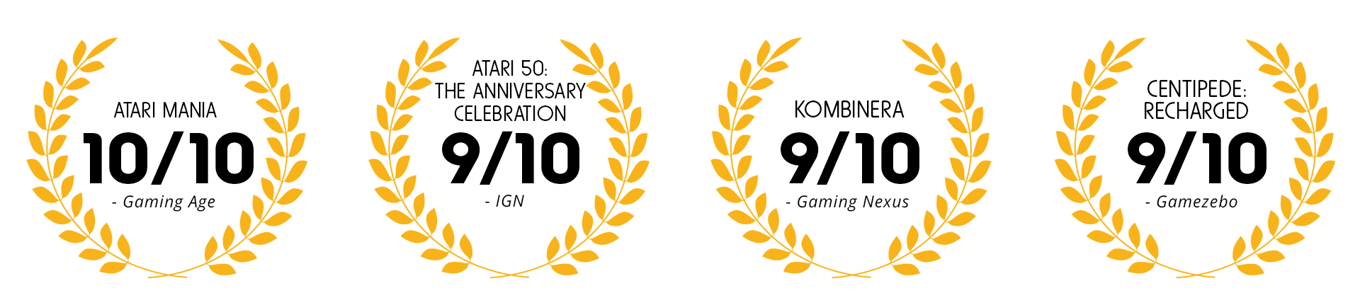 ATARI MANIA
10/10
- Gaming Age
ATARI 50:
THE ANNIVERSARY
CELEBRATION
9/10
- IGN
KOMBINERA
9/10
- Gaming Nexus
CENTIPEDE:
RECHARGED
9/10
- Gamezebo